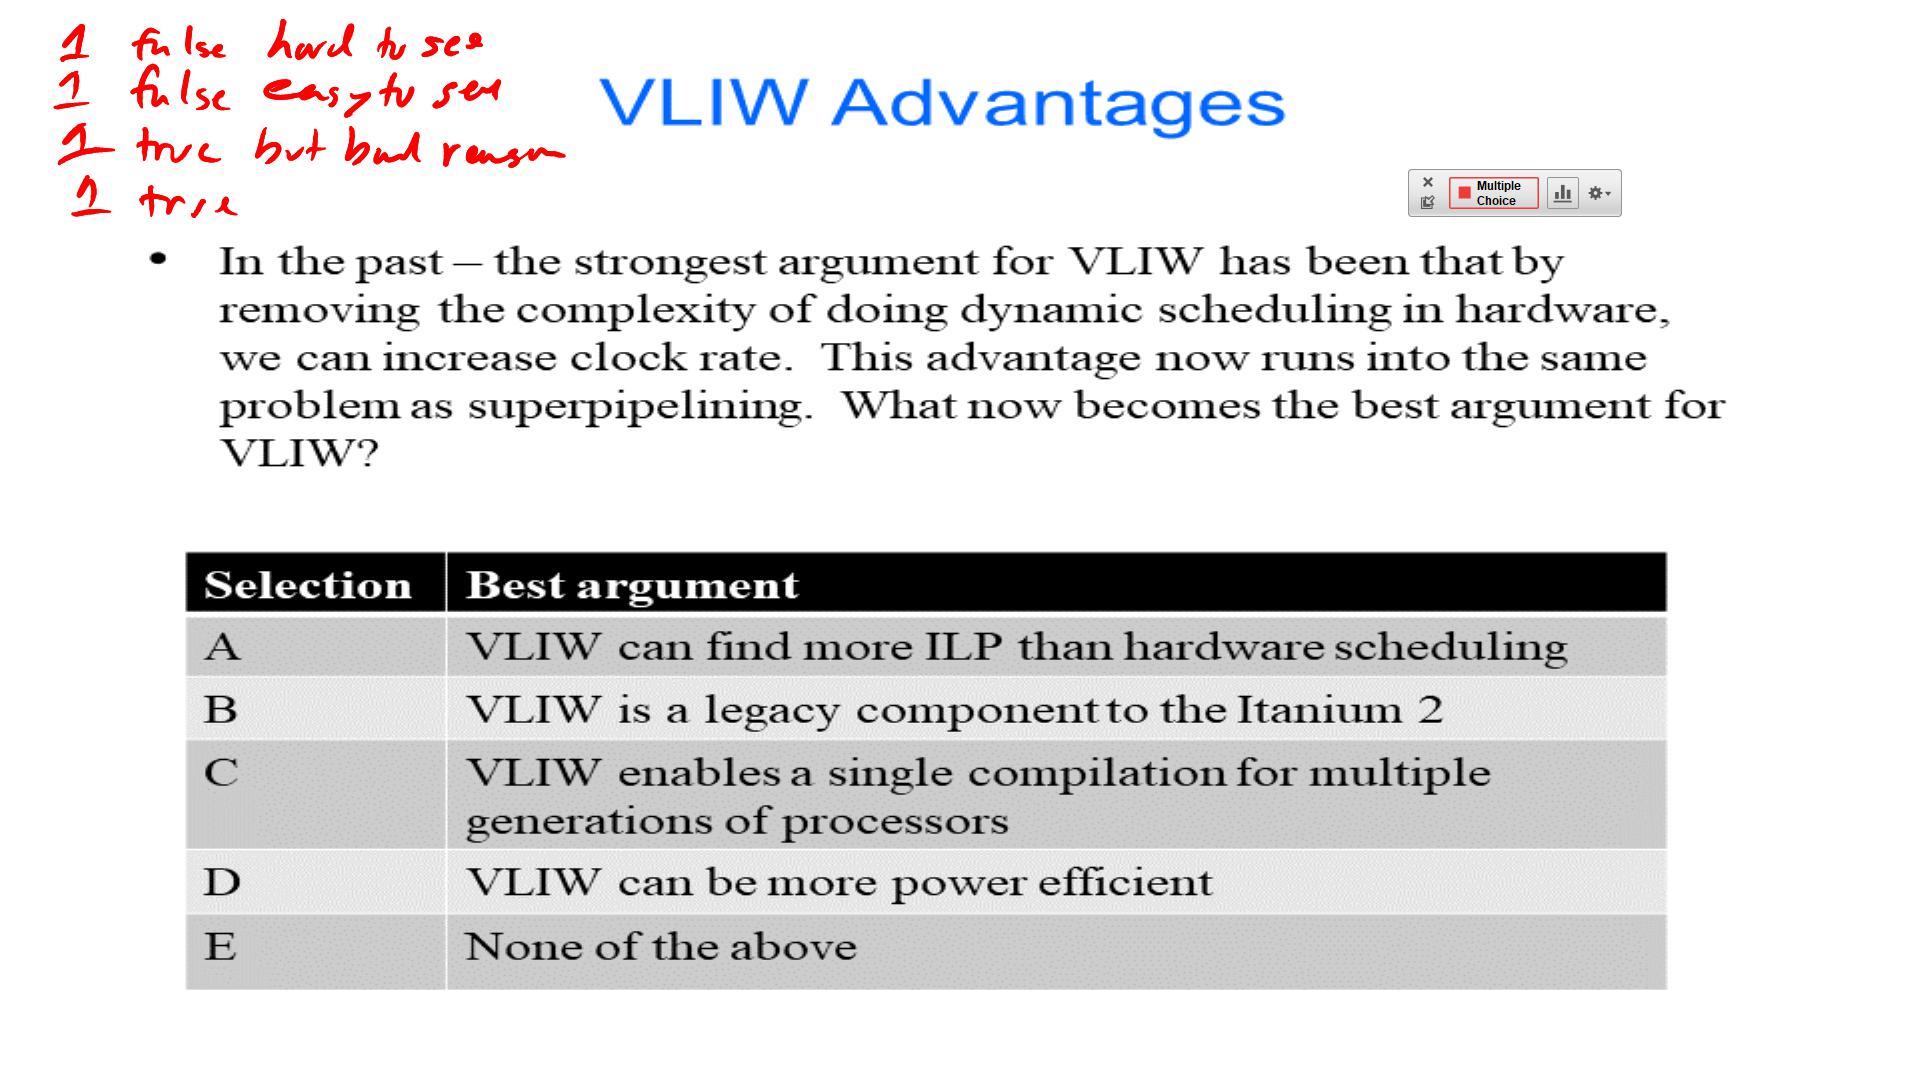 1 false hard to see
1 false easy to see
1 true but bad reason
1 true
VLIW Advantages
Multiple
Choice
• In the past – the strongest argument for VLIW has been that by
removing the complexity of doing dynamic scheduling in hardware,
we can increase clock rate. This advantage now runs into the same
problem as superpipelining. What now becomes the best argument for
VLIW?
Selection Best argument
A VLIW can find more ILP than hardware scheduling
B VLIW is a legacy component to the Itanium 2
C VLIW enables a single compilation for multiple
generations of processors
D VLIW can be more power efficient
E None of the above